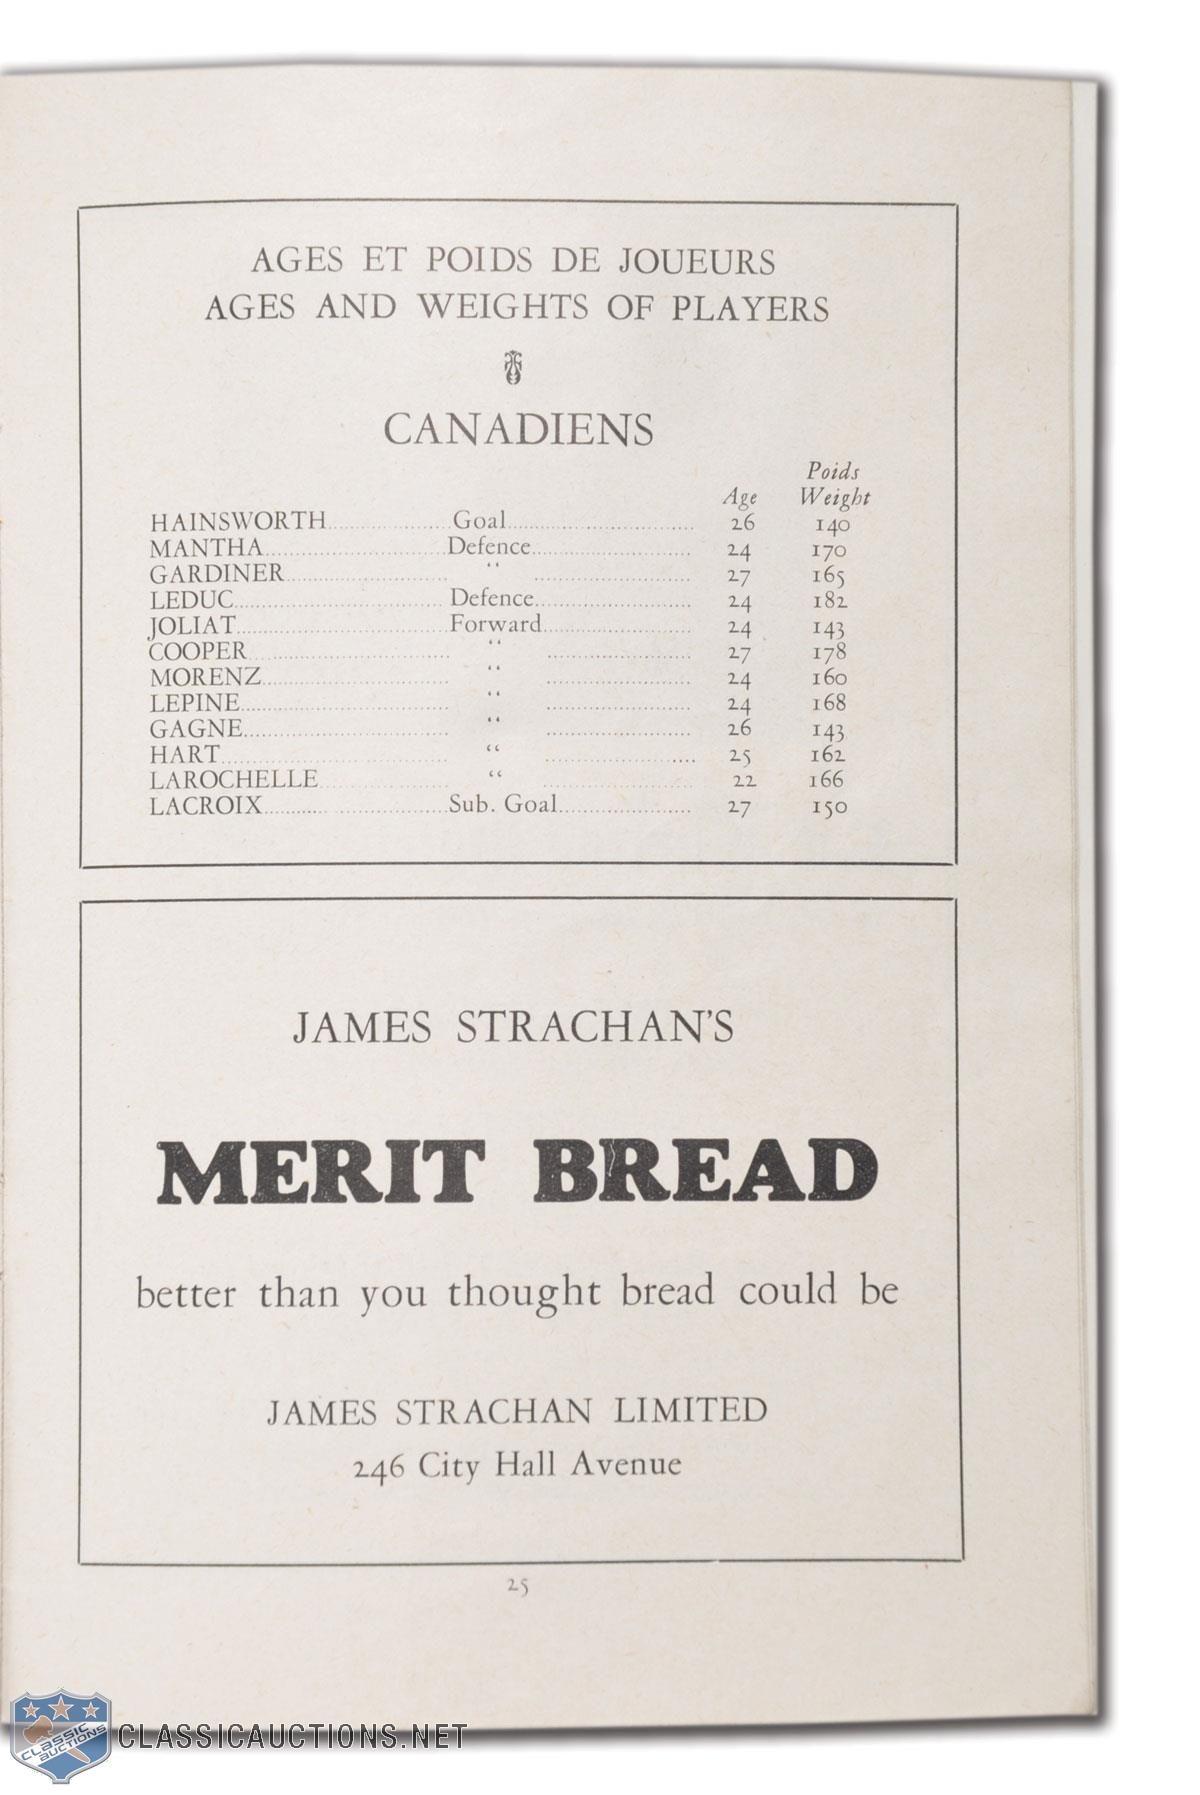 AGES ET POIDS DE JOUEURS
AGES AND WEIGHTS OF PLAYERS
CANADIENS
Poids
Age Weight
HAINSWORTH Goal 26 140
MANTHA Defence 24 170
GARDINER “ 27 165
LEDUC Defence 24 182
JOLIAT Forward 24 143
COOPER “ 27 178
MORENZ “ 24 160
LEPINE “ 24 168
GAGNE “ 26 143
HART “ 25 162
LAROCHELLE “ 22 166
LACROIX Sub. Goal 27 150
JAMES STRACHAN'S
MERIT BREAD
better than you thought bread could be
JAMES STRACHAN LIMITED
246 City Hall Avenue
25
CLASSIC AUCTIONS
CLASSICAUCTIONS.NET